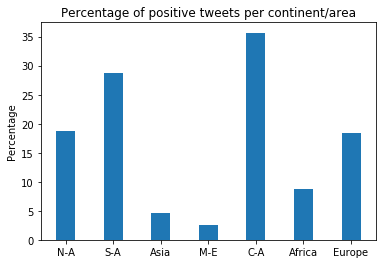 Percentage of positive tweets per continent/area
Percentage
35
30
25
20
15
10
5
0
N-A S-A Asia M-E C-A Africa Europe